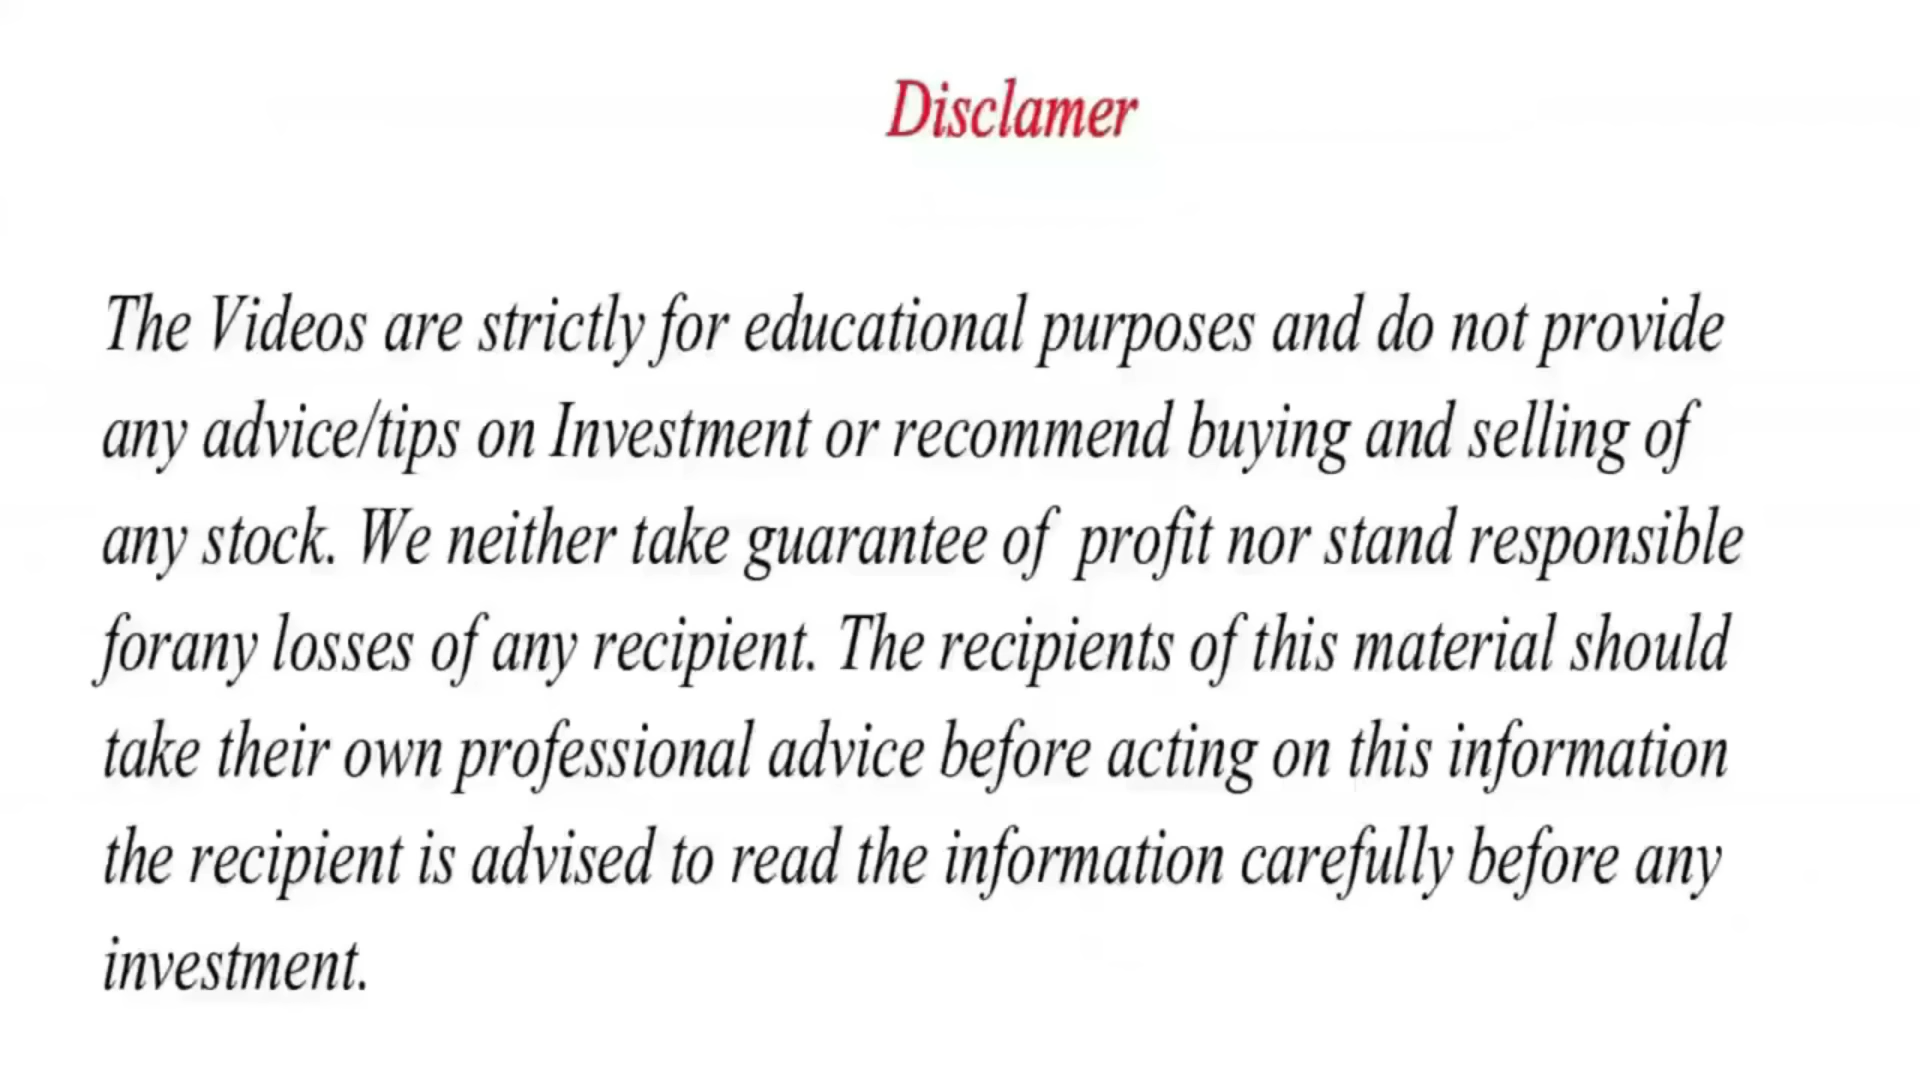 Disclamer
The Videos are strictly for educational purposes and do not provide
any advice/tips on Investment or recommend buying and selling of
any stock. We neither take guarantee of profit nor stand responsible
forany losses of any recipient. The recipients of this material should
take their own professional advice before acting on this information
the recipient is advised to read the information carefully before any
investment.